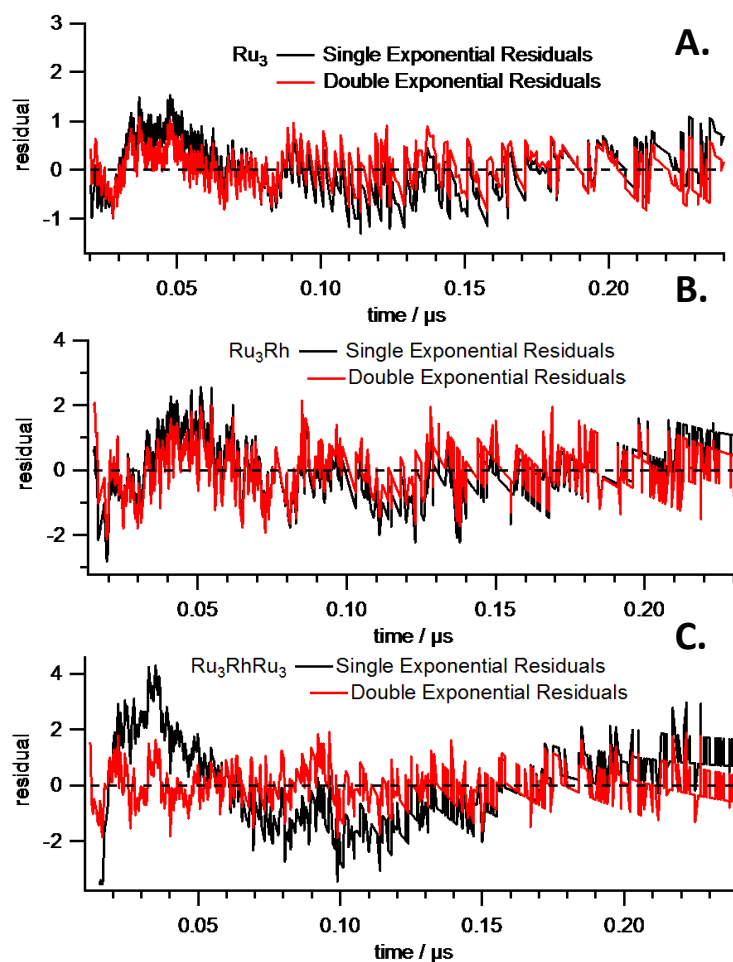 A.
Ru3 Single Exponential Residuals
Double Exponential Residuals
3
2
1
0
-1
residual
0.05 0.10 0.15 0.20
time / µs
B.
Ru3Rh Single Exponential Residuals
Double Exponential Residuals
4
2
0
-2
residual
0.05 0.10 0.15 0.20
time / µs
C.
Ru3RhRu3 Single Exponential Residuals
Double Exponential Residuals
4
2
0
-2
residual
0.05 0.10 0.15 0.20
time / µs